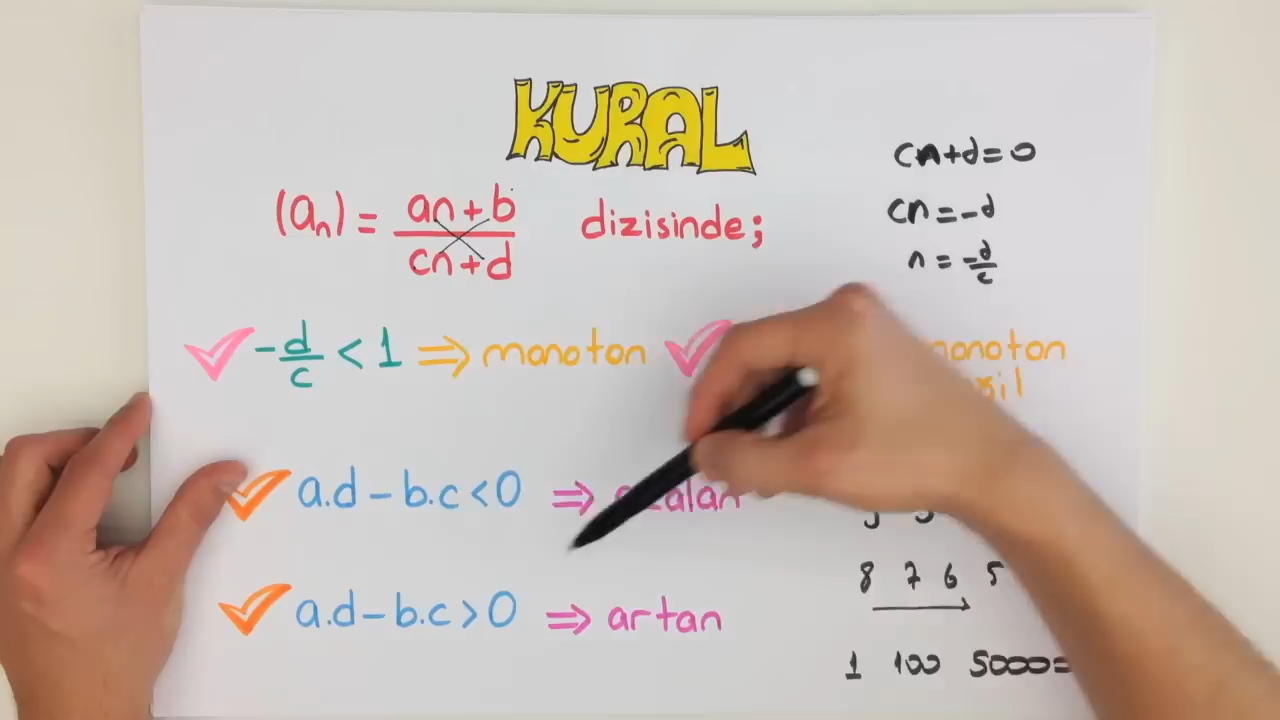 KURAL
(an) = an+b / cn+d dizisinde;
cn+d=0
cn=-d
n = -d/c
-d/c < 1 ⇒ monoton
monoton
a.d-b.c<0 ⇒ azalan
a.d-b.c>0 ⇒ artan
8 7 6 5
1 100 5000